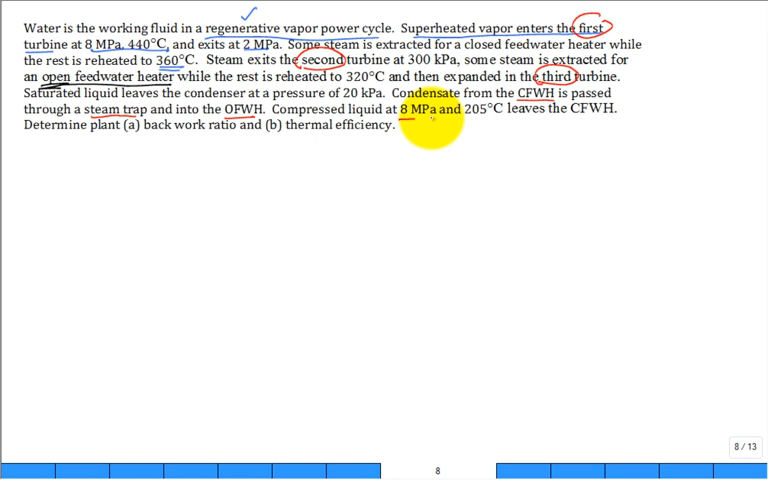 Water is the working fluid in a regenerative vapor power cycle. Superheated vapor enters the first
turbine at 8 MPa, 440°C, and exits at 2 MPa. Some steam is extracted for a closed feedwater heater while
the rest is reheated to 360°C. Steam exits the second turbine at 300 kPa, some steam is extracted for
an open feedwater heater while the rest is reheated to 320°C and then expanded in the third turbine.
Saturated liquid leaves the condenser at a pressure of 20 kPa. Condensate from the CFWH is passed
through a steam trap and into the OFWH. Compressed liquid at 8 MPa and 205°C leaves the CFWH.
Determine plant (a) back work ratio and (b) thermal efficiency.
8 / 13
8